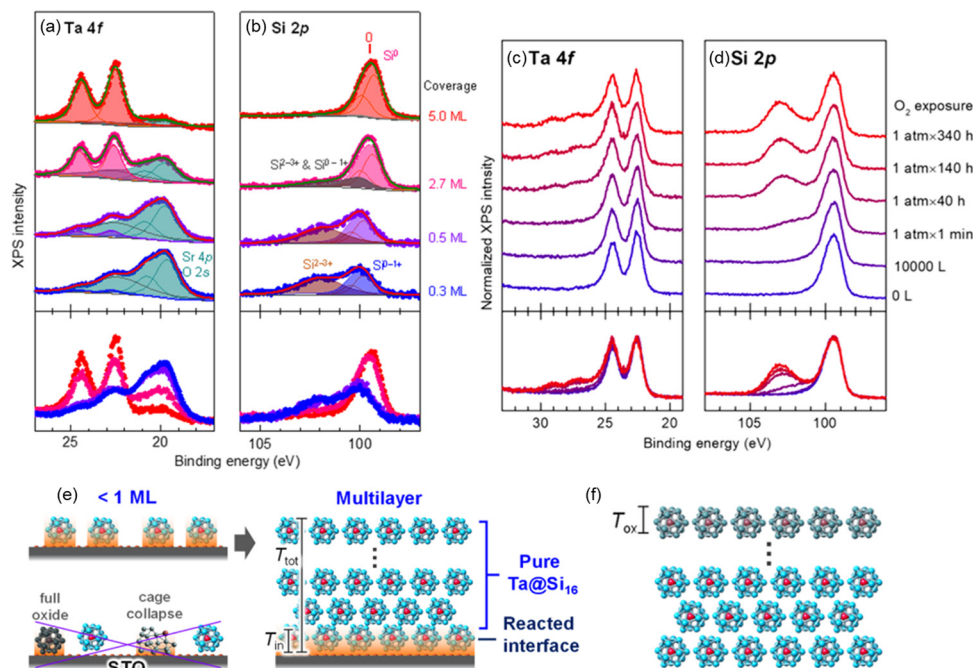 (a) Ta 4f
(b) Si 2p
0
Si⁰
Coverage
5.0 ML
Si²⁻³⁺ & Si⁰⁻¹⁺
2.7 ML
0.5 ML
Sr 4p
O 2s
Si²⁻³⁺
Si⁰⁻¹⁺
0.3 ML
XPS intensity
25
20
106
100
Binding energy (eV)
(c) Ta 4f
(d) Si 2p
O₂ exposure
1 atm×340 h
1 atm×140 h
1 atm×40 h
1 atm×1 min
10000 L
0 L
Normalized XPS intnsity
30
25
20
105
100
Binding energy (eV)
(e)
< 1 ML
Multilayer
T tot
T in
Pure
Ta@Si₁₆
Reacted
interface
full
oxide
cage
collapse
STO
(f)
T ox